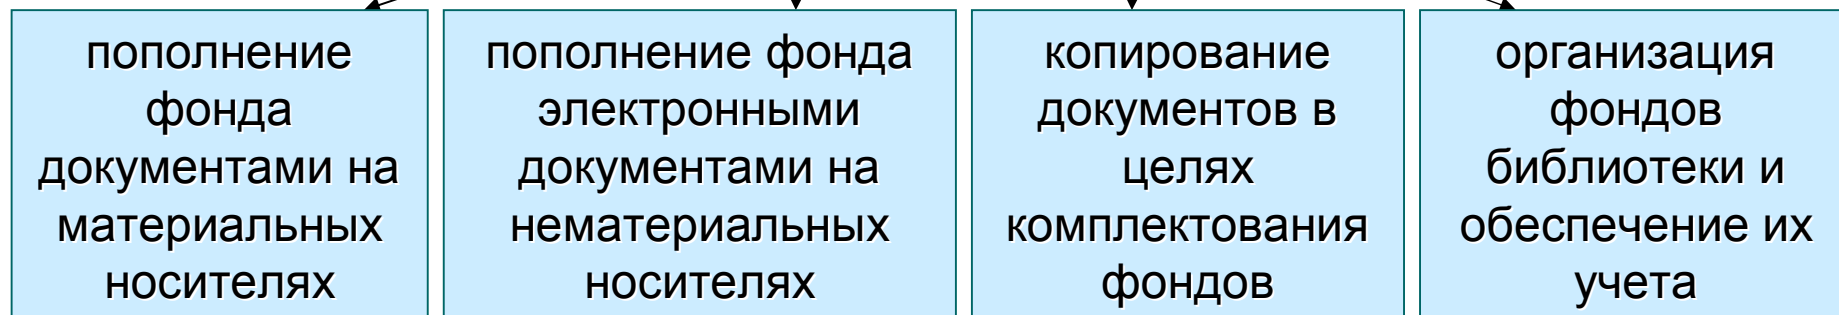 пополнение
фонда
документами на
материальных
носителях
пополнение фонда
электронными
документами на
нематериальных
носителях
копирование
документов в
целях
комплектования
фондов
организация
фондов
библиотеки и
обеспечение их
учета